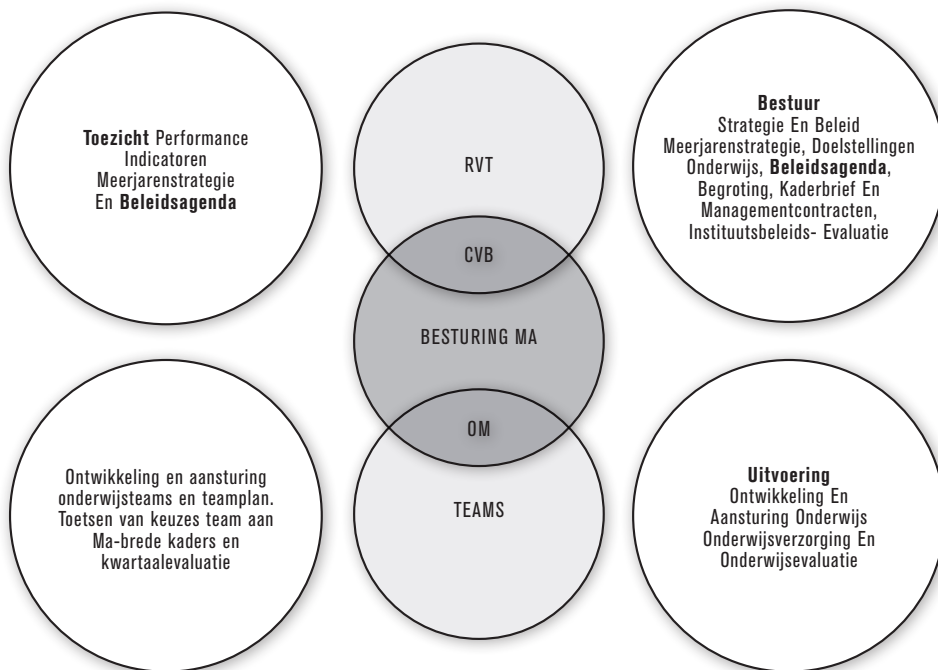 Toezicht Performance
Indicatoren
Meerjarenstrategie
En Beleidsagenda
RVT
CVB
BESTURING MA
OM
TEAMS
Bestuur
Strategie En Beleid
Meerjarenstrategie, Doelstellingen
Onderwijs, Beleidsagenda,
Begroting, Kaderbrief En
Managementcontracten,
Instituutsbeleids- Evaluatie
Ontwikkeling en aansturing
onderwijsteams en teamplan.
Toetsen van keuzes team aan
Ma-brede kaders en
kwartaalevaluatie
Uitvoering
Ontwikkeling En
Aansturing Onderwijs
Onderwijsverzorging En
Onderwijsevaluatie